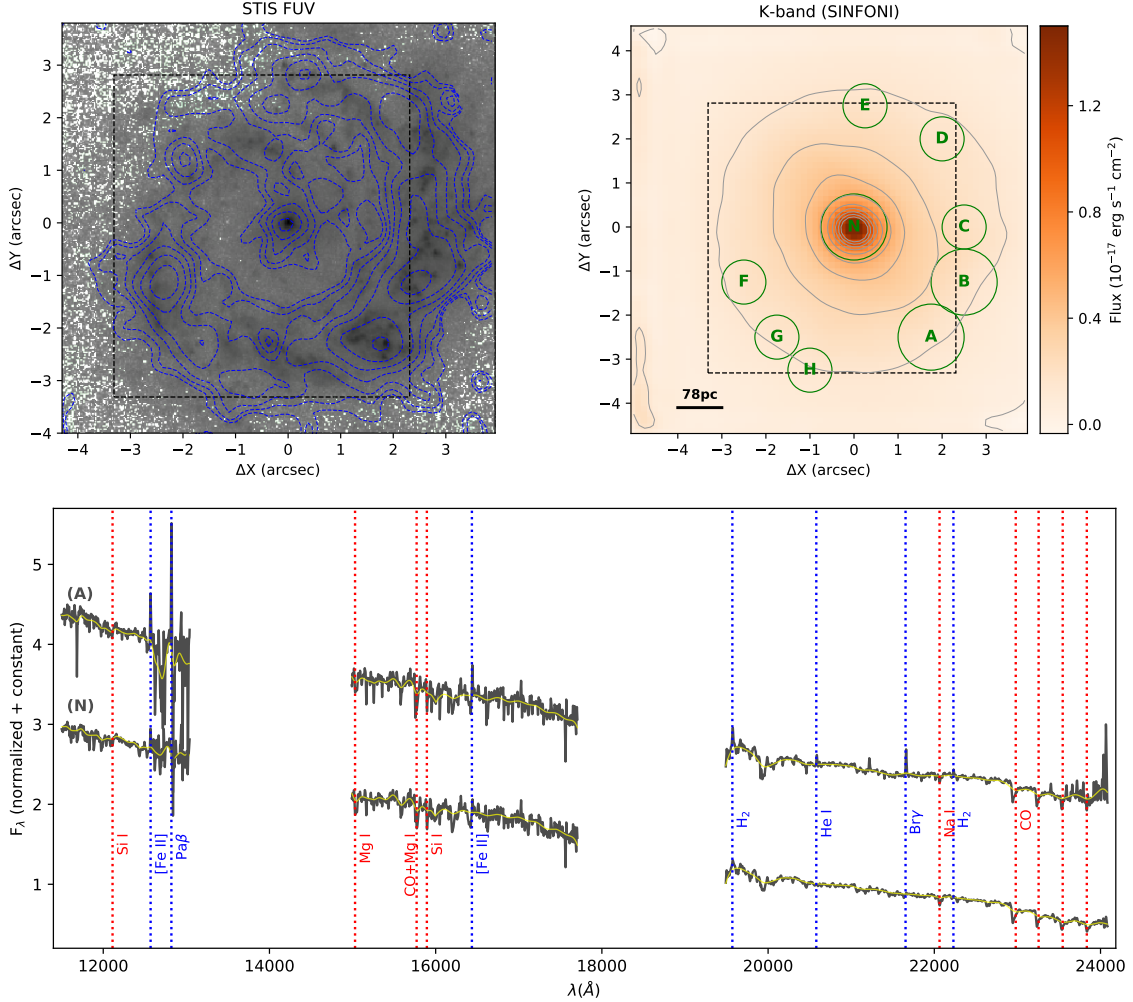 STIS FUV
3
2
1
0
−1
−2
−3
−4
ΔY (arcsec)
−4 −3 −2 −1 0 1 2 3
ΔX (arcsec)
K-band (SINFONI)
4
3
2
1
0
−1
−2
−3
−4
ΔY (arcsec)
E
D
N
C
F
B
G
A
H
78pc
−4 −3 −2 −1 0 1 2 3
ΔX (arcsec)
1.2
0.8
0.4
0.0
Flux (10⁻¹⁷ erg s⁻¹ cm⁻²)
5
4
3
2
1
F_λ (normalized + constant)
(A)
(N)
Si I
[Fe II]
Paβ
Mg I
CO+Mg I
Si I
[Fe II]
H₂
He I
Brγ
Na I
H₂
CO
12000 14000 16000 18000 20000 22000 24000
λ(Å)